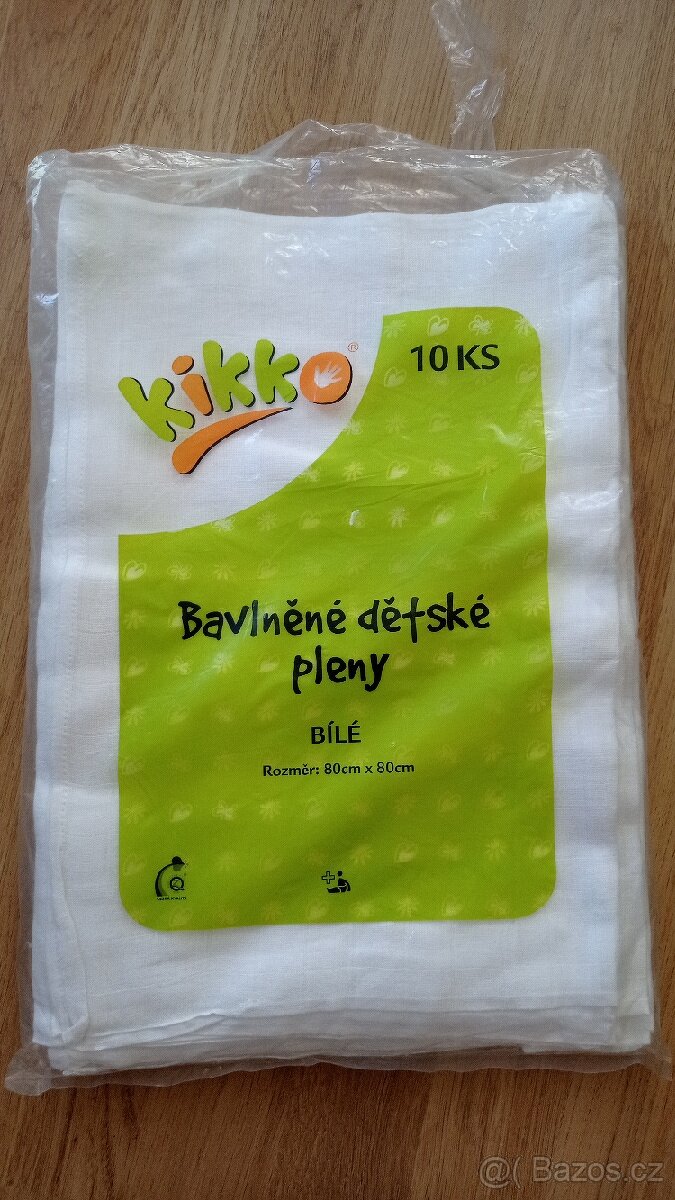 kikko®
10 KS
Bavlněné dětské
pleny
BÍLÉ
Rozměr: 80cm x 80cm
@( Bazos.cz